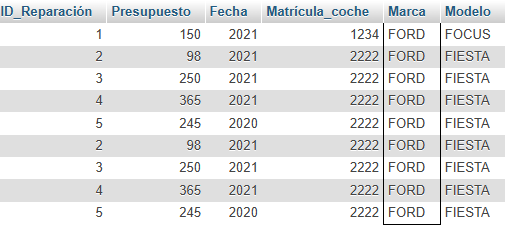 ID_Reparación Presupuesto Fecha Matrícula_coche Marca Modelo
1 150 2021 1234 FORD FOCUS
2 98 2021 2222 FORD FIESTA
3 250 2021 2222 FORD FIESTA
4 365 2021 2222 FORD FIESTA
5 245 2020 2222 FORD FIESTA
2 98 2021 2222 FORD FIESTA
3 250 2021 2222 FORD FIESTA
4 365 2021 2222 FORD FIESTA
5 245 2020 2222 FORD FIESTA